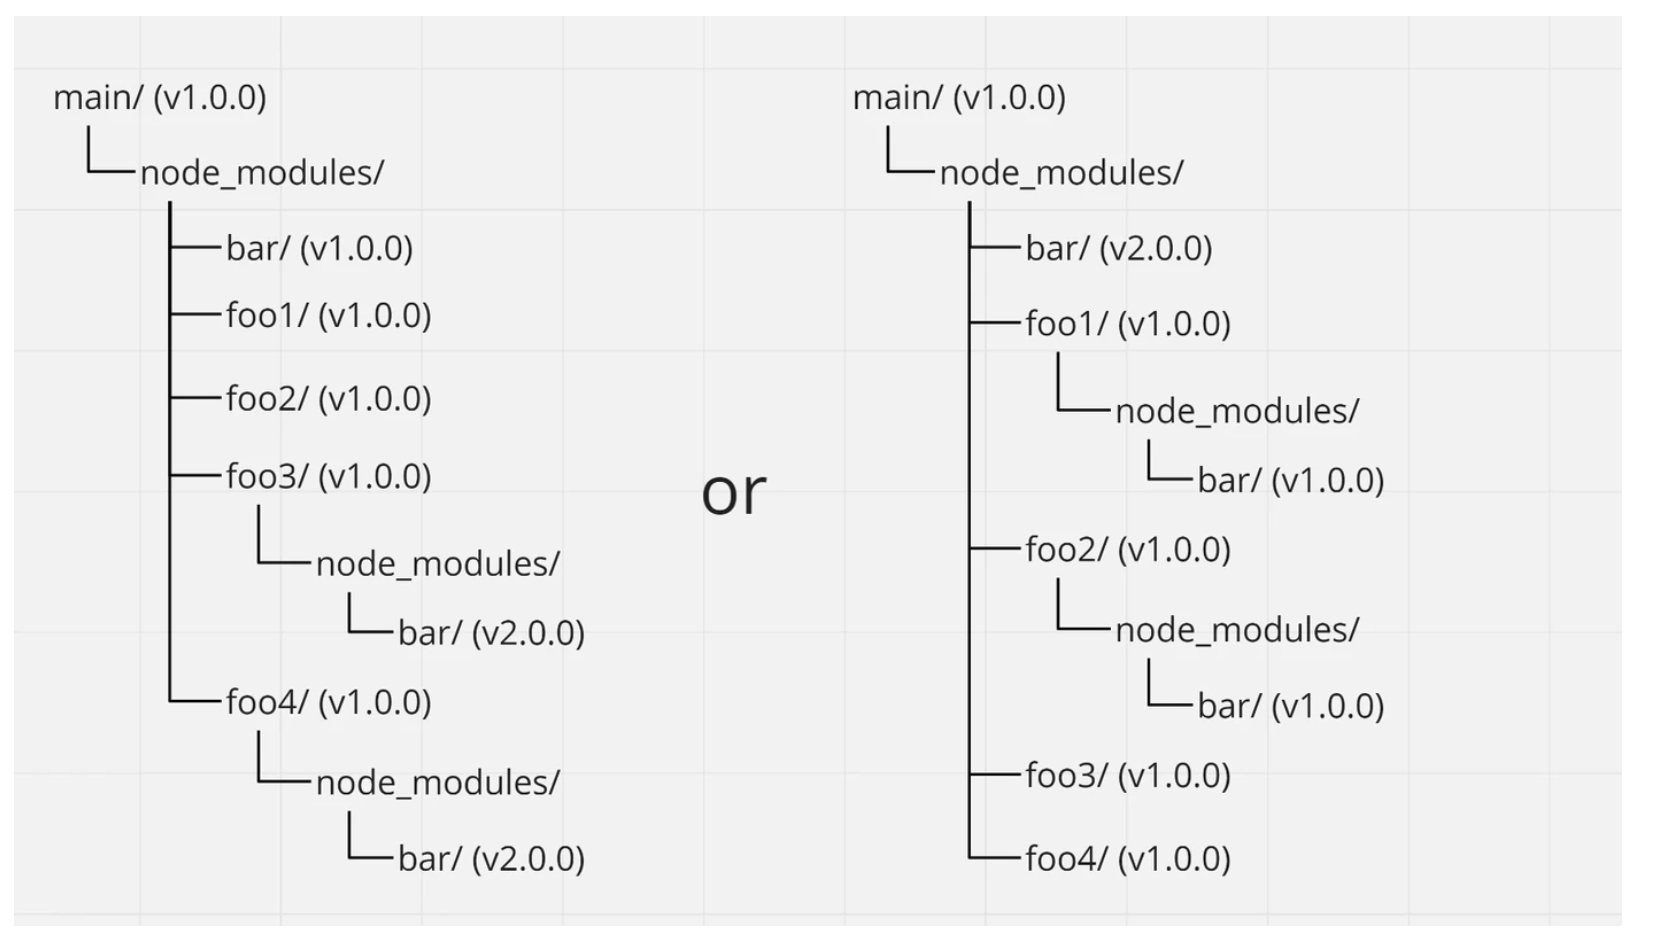 main/ (v1.0.0)
node_modules/
bar/ (v1.0.0)
foo1/ (v1.0.0)
foo2/ (v1.0.0)
foo3/ (v1.0.0)
node_modules/
bar/ (v2.0.0)
foo4/ (v1.0.0)
node_modules/
bar/ (v2.0.0)
or
main/ (v1.0.0)
node_modules/
bar/ (v2.0.0)
foo1/ (v1.0.0)
node_modules/
bar/ (v1.0.0)
foo2/ (v1.0.0)
node_modules/
bar/ (v1.0.0)
foo3/ (v1.0.0)
foo4/ (v1.0.0)